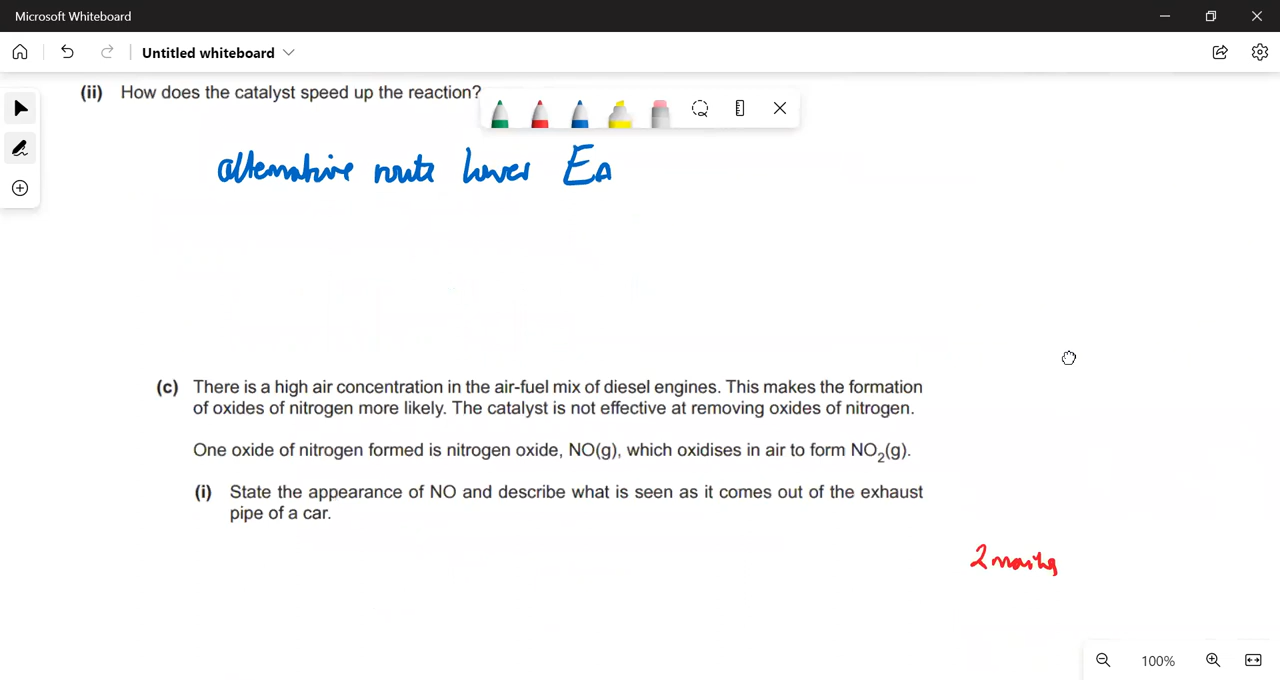 Microsoft Whiteboard
Untitled whiteboard
(ii) How does the catalyst speed up the reaction?
alternative route lower EA
(c) There is a high air concentration in the air-fuel mix of diesel engines. This makes the formation
of oxides of nitrogen more likely. The catalyst is not effective at removing oxides of nitrogen.
One oxide of nitrogen formed is nitrogen oxide, NO(g), which oxidises in air to form NO₂(g).
(i) State the appearance of NO and describe what is seen as it comes out of the exhaust
pipe of a car.
2 marks
100%